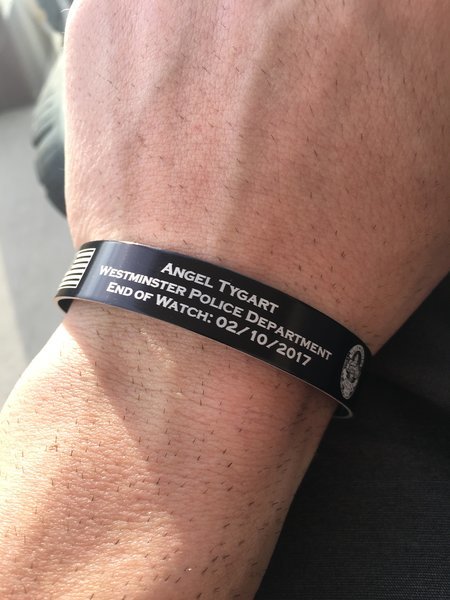 Angel Tygart
Westminster Police Department
End of Watch: 02/10/2017